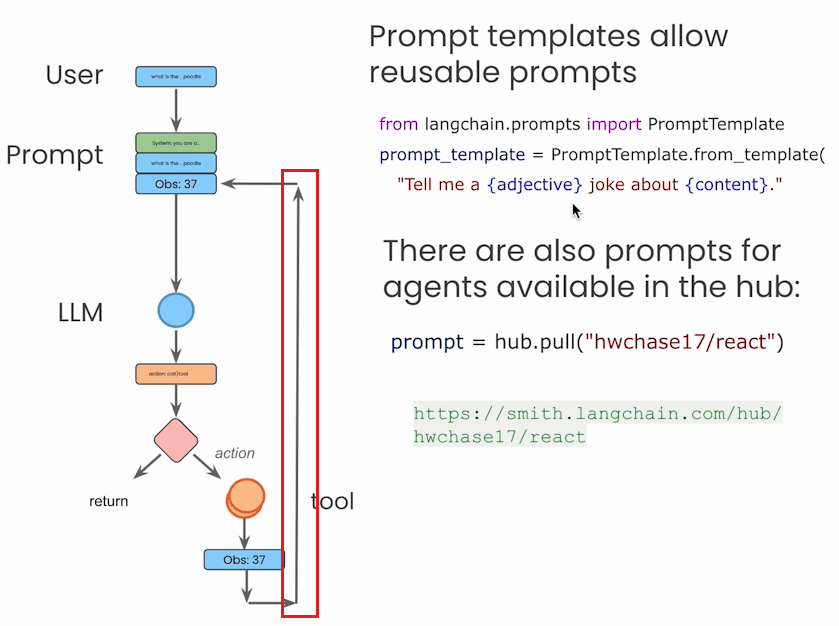 Prompt templates allow
reusable prompts
User
what is the .. poodle
from langchain.prompts import PromptTemplate
Prompt
System: you are a..
prompt_template = PromptTemplate.from_template(
what is the .. poodle
Obs: 37
"Tell me a {adjective} joke about {content}."
There are also prompts for
agents available in the hub:
LLM
prompt = hub.pull("hwchase17/react")
action: call}tool
https://smith.langchain.com/hub/
hwchase17/react
action
return
tool
Obs: 37